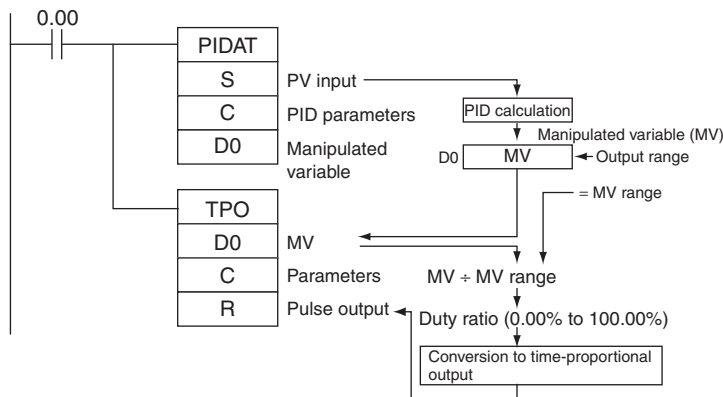 0.00
PIDAT
S PV input
PID calculation
C PID parameters
Manipulated variable (MV)
D0 Manipulated
variable
D0 MV Output range
= MV range
TPO
D0 MV
C Parameters
MV ÷ MV range
R Pulse output
Duty ratio (0.00% to 100.00%)
Conversion to time-proportional
output